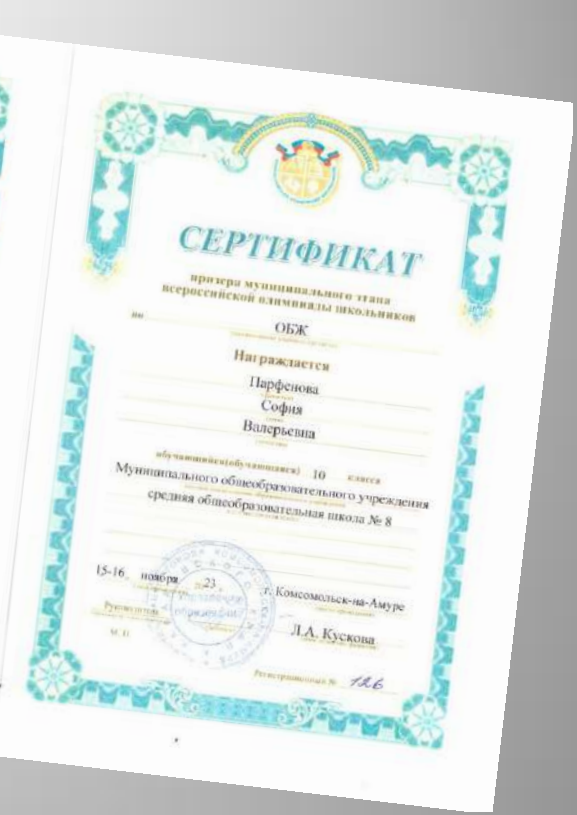 СЕРТИФИКАТ
призера муниципального этапа
всероссийской олимпиады школьников
по ОБЖ
Награждается
Парфенова
София
Валерьевна
обучающийся(обучающаяся) 10 класса
Муниципального общеобразовательного учреждения
средняя общеобразовательная школа № 8
15-16 ноября 23 г. Комсомольск-на-Амуре
Руководитель
Л.А. Кускова
М.П.
Регистрационный № 126